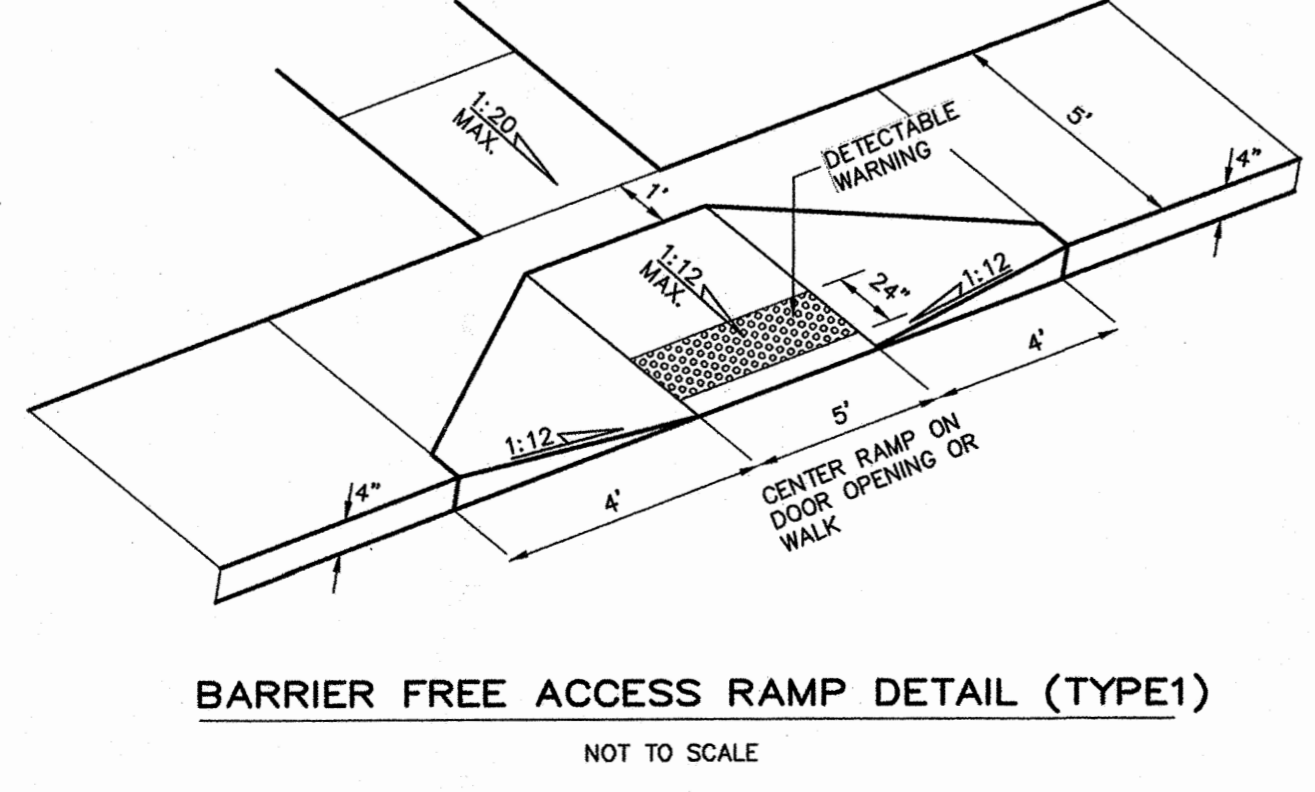 1:20
MAX.
DETECTABLE
WARNING
5'
4"
1'
1:12
MAX.
24"
1:12
4'
5'
1:12
4"
4'
CENTER RAMP ON
DOOR OPENING OR
WALK
BARRIER FREE ACCESS RAMP DETAIL (TYPE1)
NOT TO SCALE